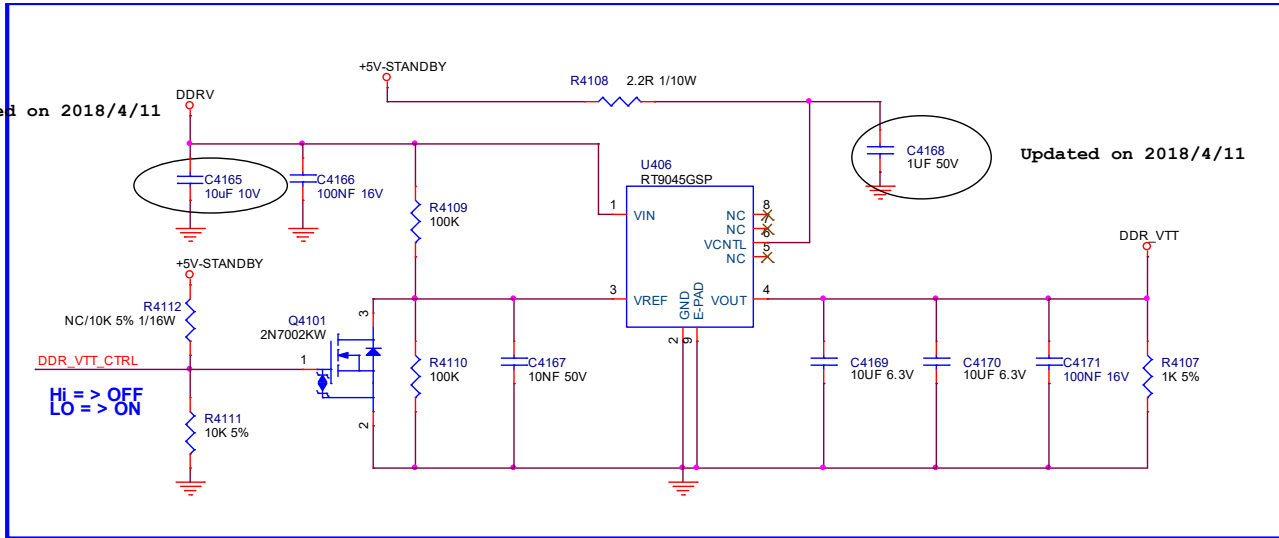 +5V-STANDBY
R4108
2.2R 1/10W
DDRV
ed on 2018/4/11
C4165
10uF 10V
C4166
100NF 16V
R4109
100K
U406
RT9045GSP
1
VIN
NC
8
NC
7
VCNTL
6
NC
5
3
VREF
VOUT
4
GND
E-PAD
2
9
C4168
1UF 50V
Updated on 2018/4/11
DDR_VTT
+5V-STANDBY
R4112
NC/10K 5% 1/16W
Q4101
2N7002KW
3
1
2
DDR_VTT_CTRL
Hi = > OFF
LO = > ON
R4111
10K 5%
R4110
100K
C4167
10NF 50V
C4169
10UF 6.3V
C4170
10UF 6.3V
C4171
100NF 16V
R4107
1K 5%